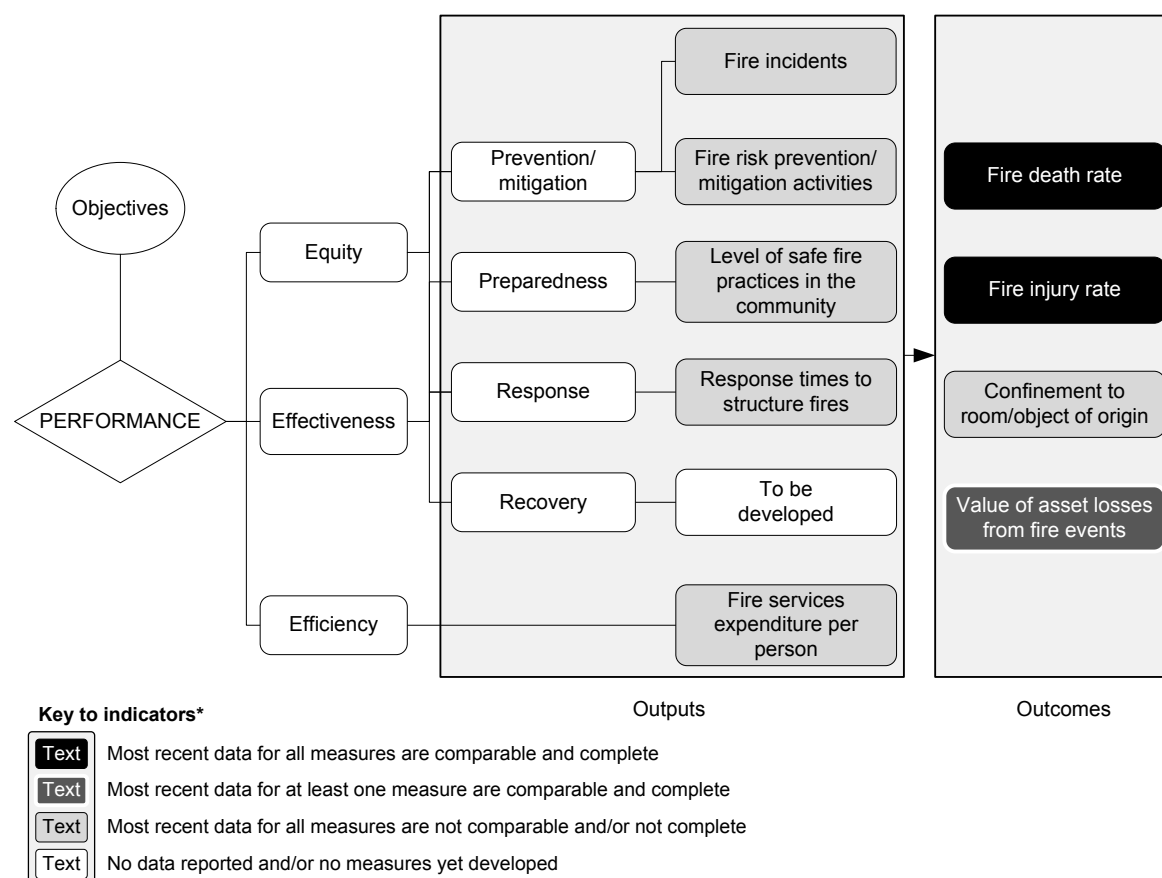 Objectives
PERFORMANCE
Equity
Effectiveness
Efficiency
Prevention/
mitigation
Preparedness
Response
Recovery
Fire incidents
Fire risk prevention/
mitigation activities
Level of safe fire
practices in the
community
Response times to
structure fires
To be
developed
Fire services
expenditure per
person
Fire death rate
Fire injury rate
Confinement to
room/object of origin
Value of asset losses
from fire events
Outputs
Outcomes
Key to indicators*
Text Most recent data for all measures are comparable and complete
Text Most recent data for at least one measure are comparable and complete
Text Most recent data for all measures are not comparable and/or not complete
Text No data reported and/or no measures yet developed